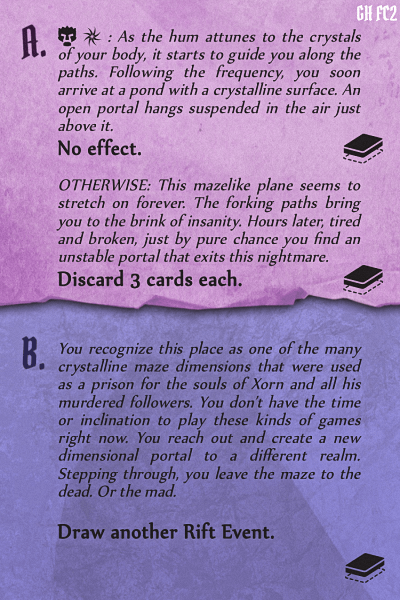 GH FC2
A. : As the hum attunes to the crystals
of your body, it starts to guide you along the
paths. Following the frequency, you soon
arrive at a pond with a crystalline surface. An
open portal hangs suspended in the air just
above it.
No effect.
OTHERWISE: This mazelike plane seems to
stretch on forever. The forking paths bring
you to the brink of insanity. Hours later, tired
and broken, just by pure chance you find an
unstable portal that exits this nightmare.
Discard 3 cards each.
B. You recognize this place as one of the many
crystalline maze dimensions that were used
as a prison for the souls of Xorn and all his
murdered followers. You don't have the time
or inclination to play these kinds of games
right now. You reach out and create a new
dimensional portal to a different realm.
Stepping through, you leave the maze to the
dead. Or the mad.
Draw another Rift Event.